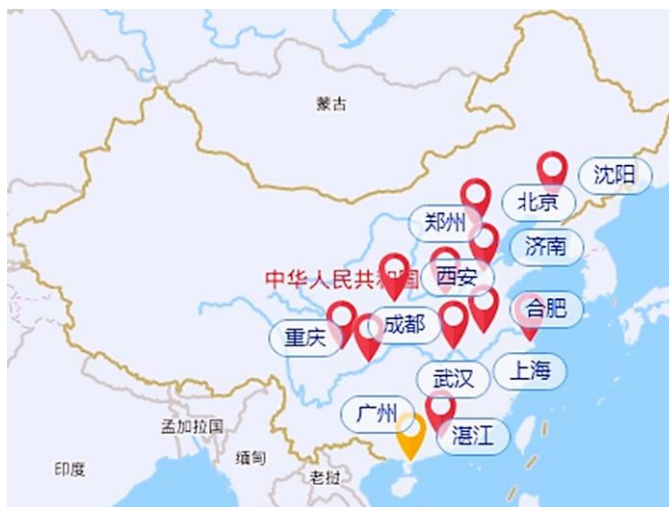 蒙古
沈阳
北京
郑州
济南
西安
中华人民共和国
合肥
成都
重庆
武汉
上海
广州
湛江
孟加拉国
缅甸
印度
老挝